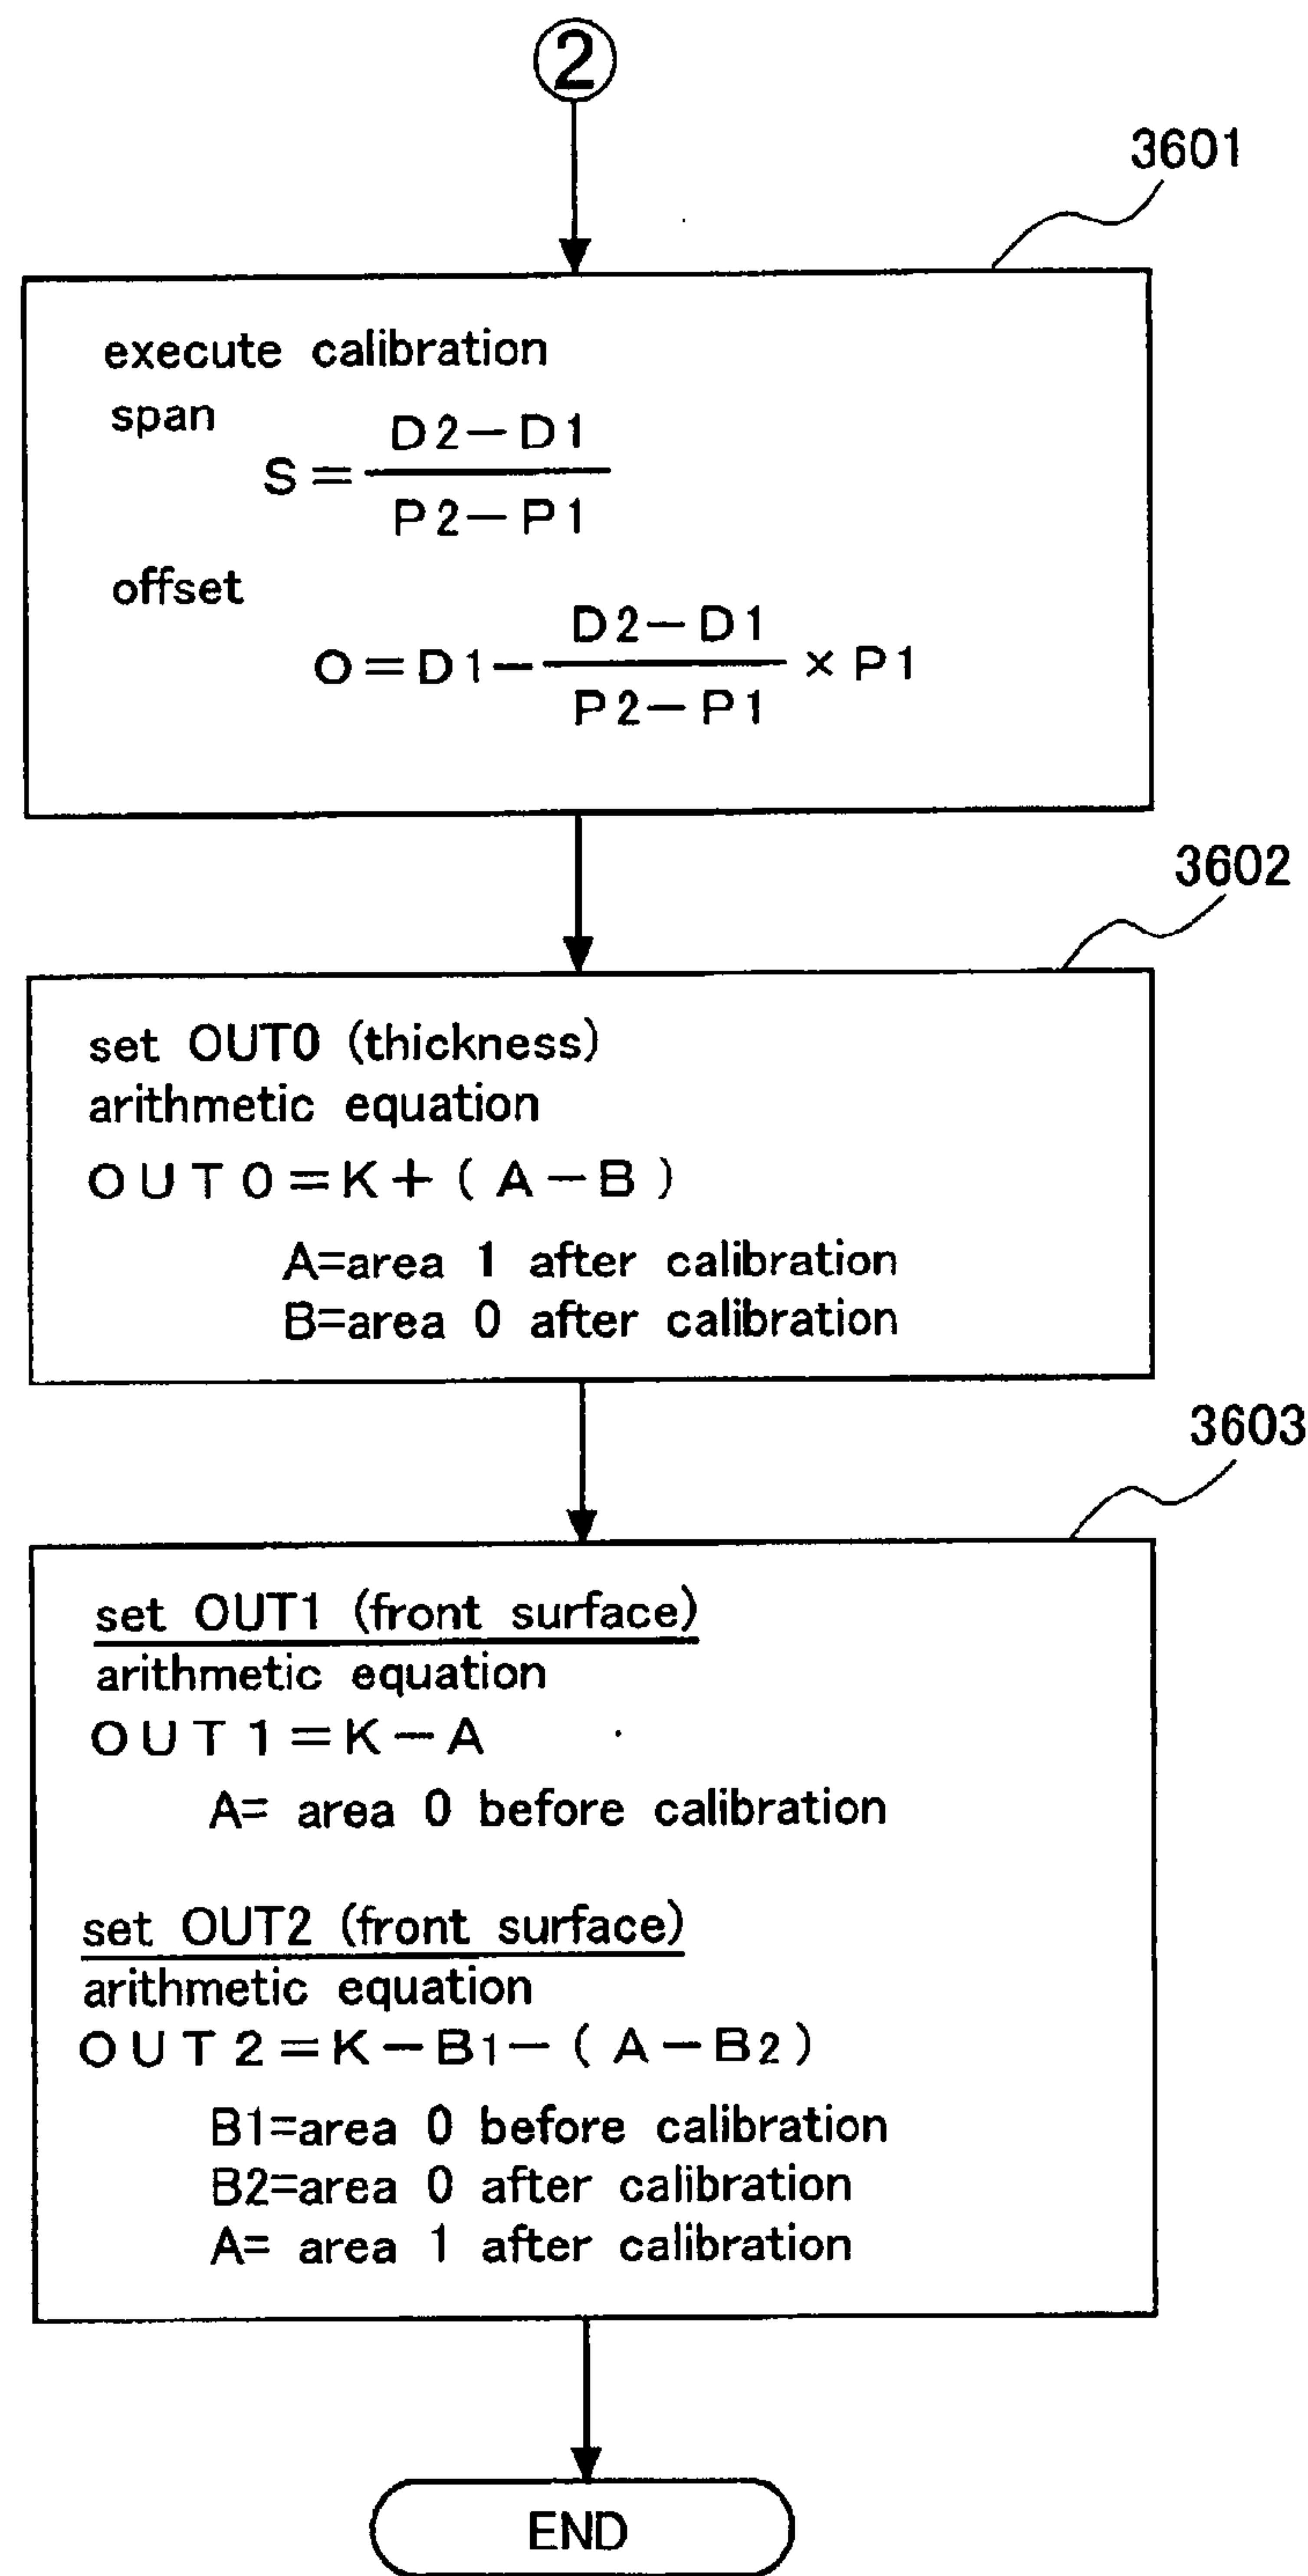 ②
3601
execute calibration
span
S = (D2-D1)/(P2-P1)
offset
O = D1 - (D2-D1)/(P2-P1) × P1
3602
set OUT0 (thickness)
arithmetic equation
OUT0=K+(A-B)
A=area 1 after calibration
B=area 0 after calibration
3603
set OUT1 (front surface)
arithmetic equation
OUT1=K-A
A= area 0 before calibration
set OUT2 (front surface)
arithmetic equation
OUT2=K-B1-(A-B2)
B1=area 0 before calibration
B2=area 0 after calibration
A= area 1 after calibration
END